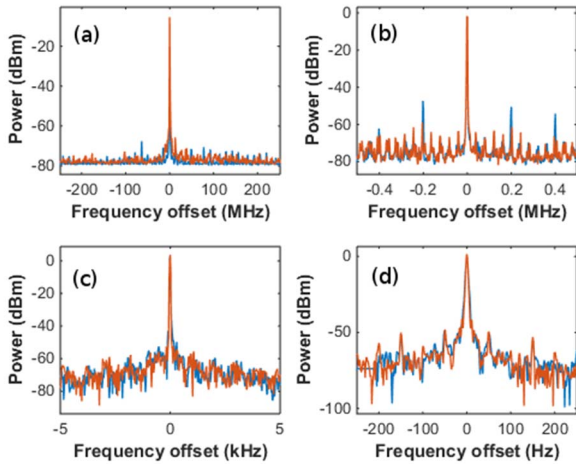 (a)
Power (dBm)
-20
-40
-60
-80
-200 -100 0 100 200
Frequency offset (MHz)
(b)
Power (dBm)
0
-20
-40
-60
-80
-0.4 -0.2 0 0.2 0.4
Frequency offset (MHz)
(c)
Power (dBm)
0
-20
-40
-60
-80
-5 0 5
Frequency offset (kHz)
(d)
Power (dBm)
0
-50
-100
-200 -100 0 100 200
Frequency offset (Hz)